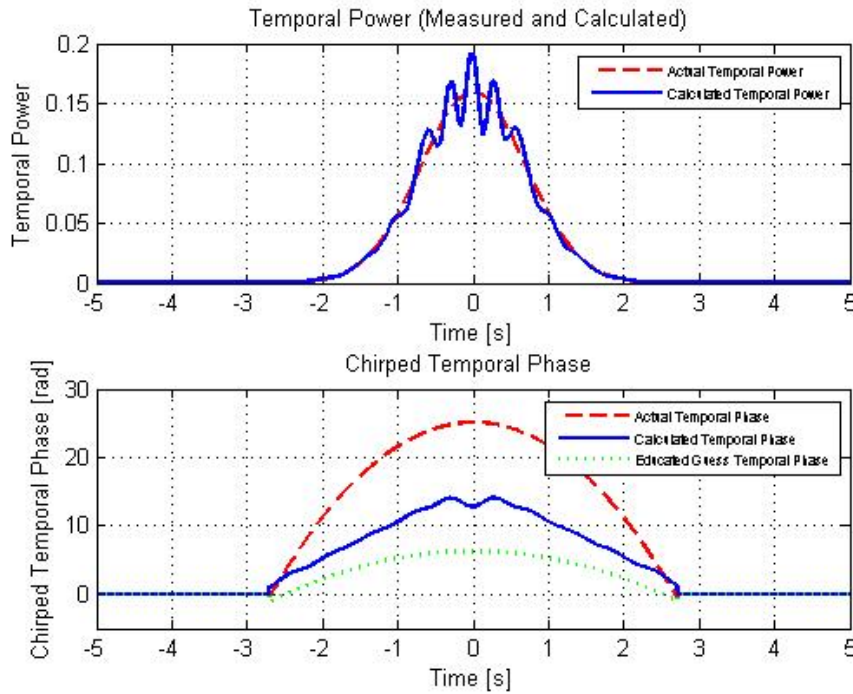 Temporal Power (Measured and Calculated)
0.2
0.15
0.1
0.05
0
Temporal Power
Actual Temporal Power
Calculated Temporal Power
-5 -4 -3 -2 -1 0 1 2 3 4 5
Time [s]
Chirped Temporal Phase
30
20
10
0
Chirped Temporal Phase [rad]
Actual Temporal Phase
Calculated Temporal Phase
Educated Guess Temporal Phase
-5 -4 -3 -2 -1 0 1 2 3 4 5
Time [s]